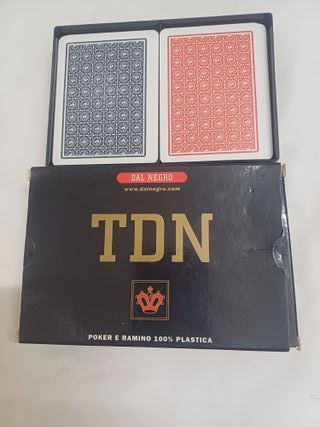 DAL NEGRO
www.dalnegro.com
TDN
POKER E RAMINO 100% PLASTICA